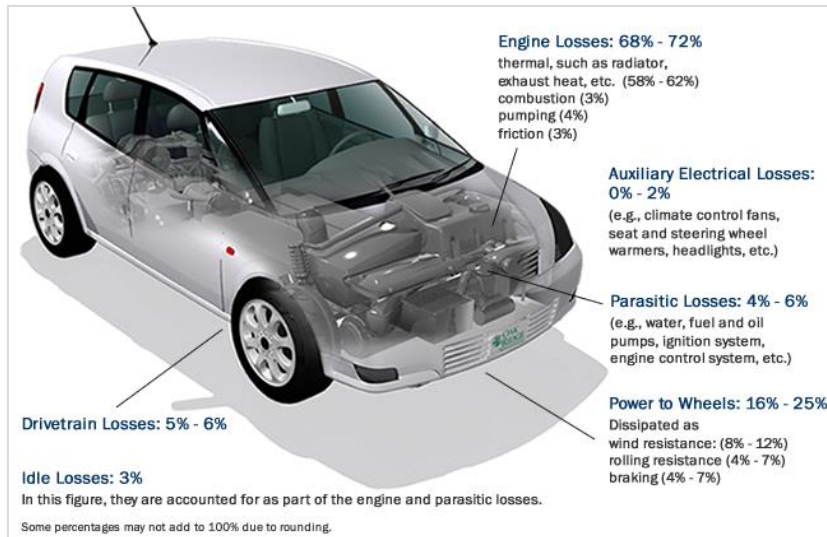 Engine Losses: 68% - 72%
thermal, such as radiator,
exhaust heat, etc. (58% - 62%)
combustion (3%)
pumping (4%)
friction (3%)
Auxiliary Electrical Losses:
0% - 2%
(e.g., climate control fans,
seat and steering wheel
warmers, headlights, etc.)
Parasitic Losses: 4% - 6%
(e.g., water, fuel and oil
pumps, ignition system,
engine control system, etc.)
Power to Wheels: 16% - 25%
Dissipated as
wind resistance: (8% - 12%)
rolling resistance (4% - 7%)
braking (4% - 7%)
OAK
RIDGE
Drivetrain Losses: 5% - 6%
Idle Losses: 3%
In this figure, they are accounted for as part of the engine and parasitic losses.
Some percentages may not add to 100% due to rounding.